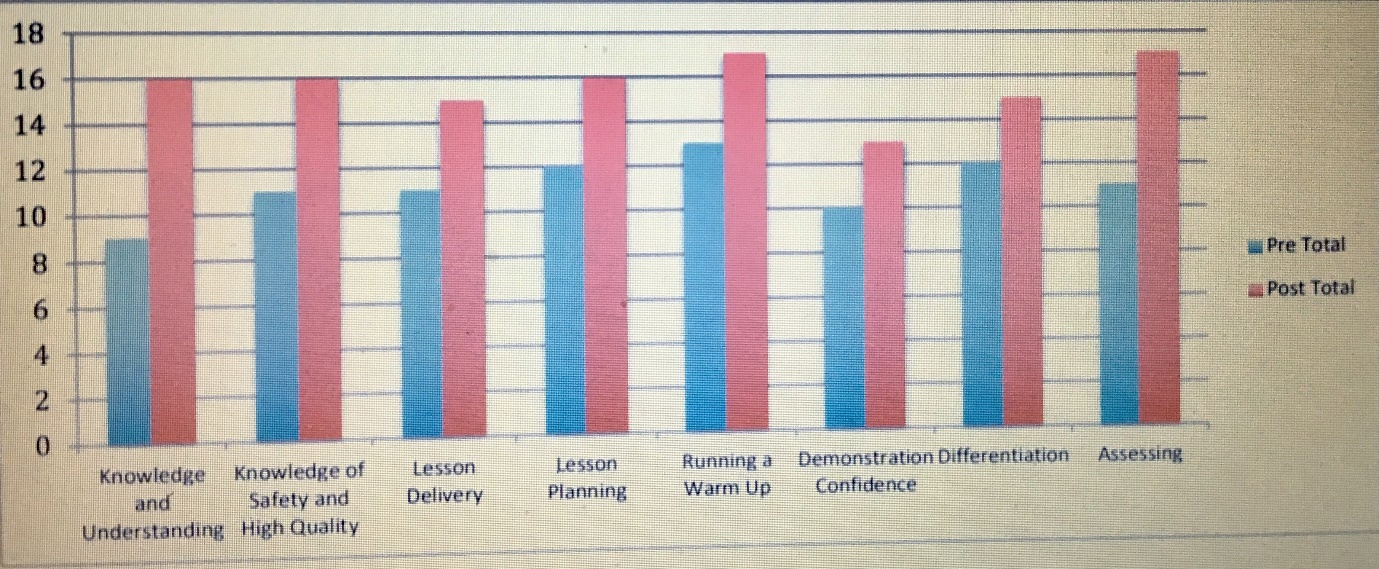 18
16
14
12
10
8
6
4
2
0
Knowledge
and
Understanding
Knowledge of
Safety and
High Quality
Lesson
Delivery
Lesson
Planning
Running a
Warm Up
Demonstration
Confidence
Differentiation
Assessing
Pre Total
Post Total